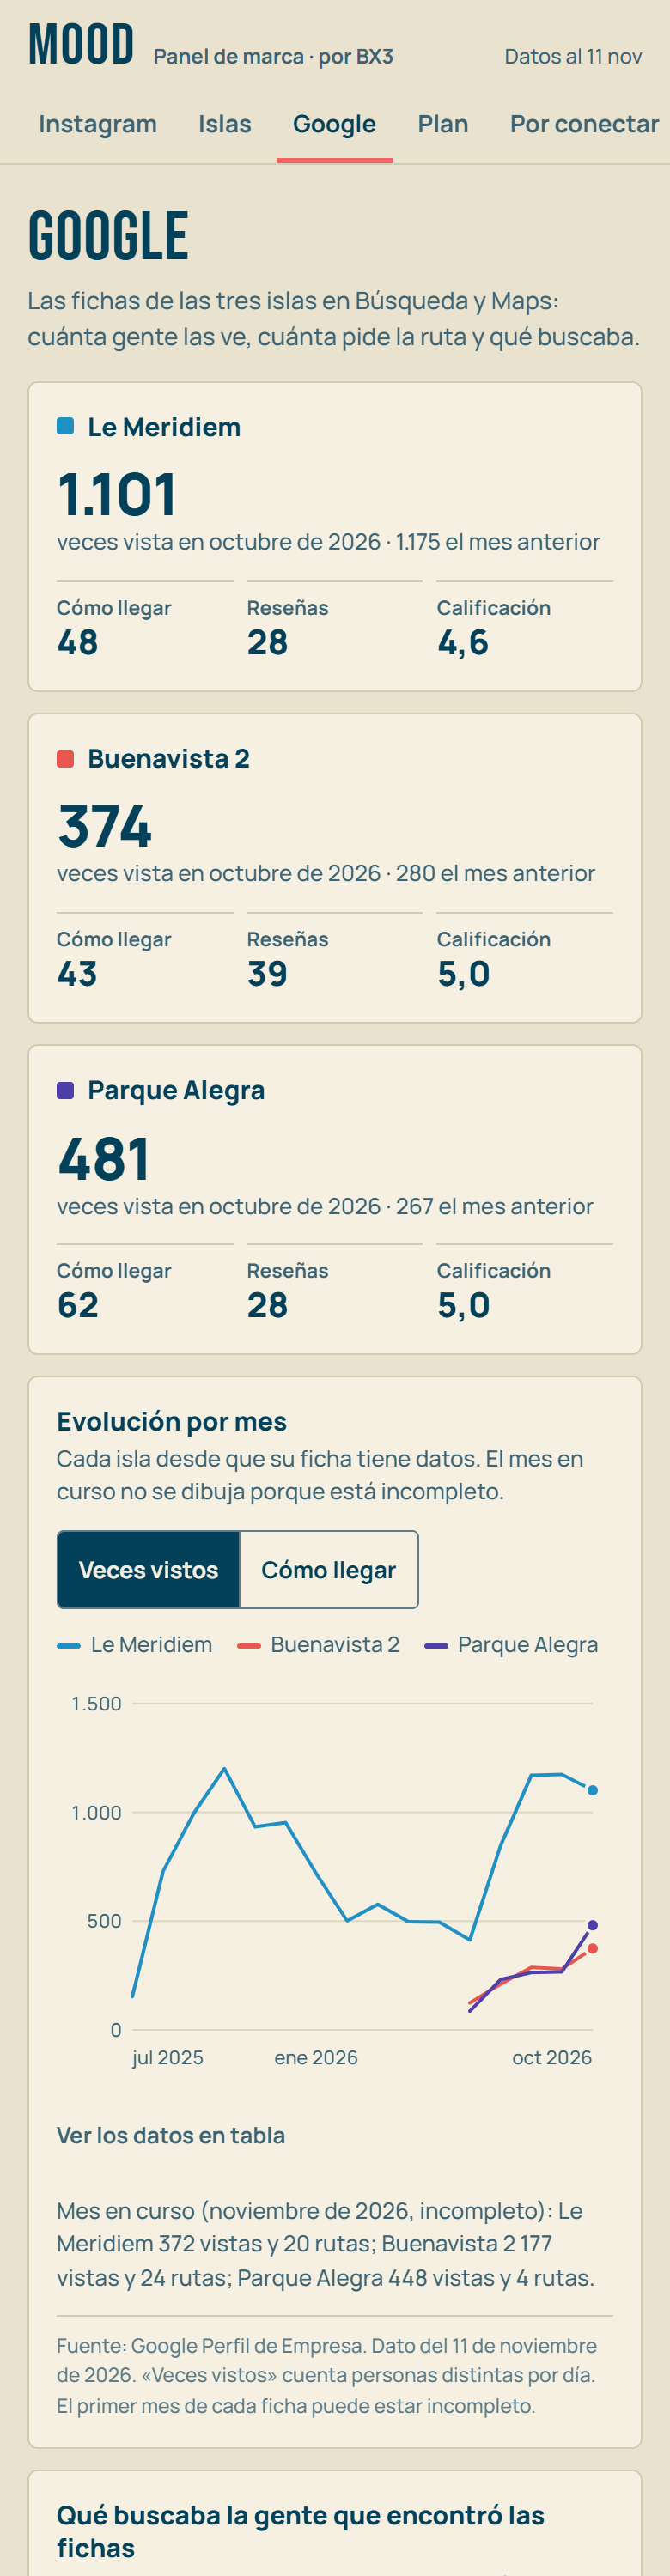 MOOD Panel de marca · por BX3 Datos al 11 nov
Instagram Islas Google Plan Por conectar
GOOGLE
Las fichas de las tres islas en Búsqueda y Maps:
cuánta gente las ve, cuánta pide la ruta y qué buscaba.
Le Meridiem
1.101
veces vista en octubre de 2026 · 1.175 el mes anterior
Cómo llegar Reseñas Calificación
48 28 4,6
Buenavista 2
374
veces vista en octubre de 2026 · 280 el mes anterior
Cómo llegar Reseñas Calificación
43 39 5,0
Parque Alegra
481
veces vista en octubre de 2026 · 267 el mes anterior
Cómo llegar Reseñas Calificación
62 28 5,0
Evolución por mes
Cada isla desde que su ficha tiene datos. El mes en
curso no se dibuja porque está incompleto.
Veces vistos Cómo llegar
Le Meridiem Buenavista 2 Parque Alegra
1.500
1.000
500
0
jul 2025 ene 2026 oct 2026
Ver los datos en tabla
Mes en curso (noviembre de 2026, incompleto): Le
Meridiem 372 vistas y 20 rutas; Buenavista 2 177
vistas y 24 rutas; Parque Alegra 448 vistas y 4 rutas.
Fuente: Google Perfil de Empresa. Dato del 11 de noviembre
de 2026. «Veces vistos» cuenta personas distintas por día.
El primer mes de cada ficha puede estar incompleto.
Qué buscaba la gente que encontró las
fichas